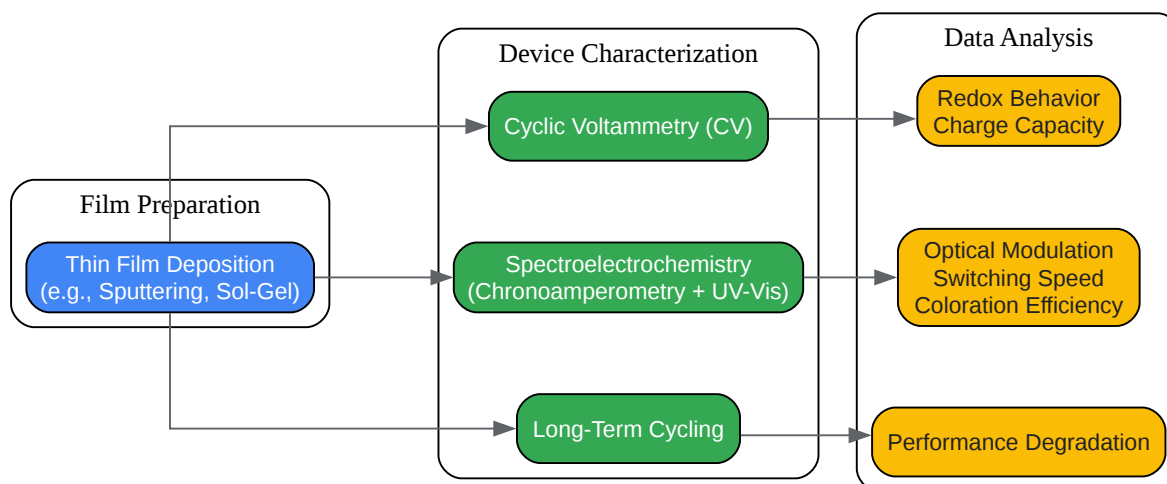 Film Preparation
Thin Film Deposition
(e.g., Sputtering, Sol-Gel)
Device Characterization
Cyclic Voltammetry (CV)
Spectroelectrochemistry
(Chronoamperometry + UV-Vis)
Long-Term Cycling
Data Analysis
Redox Behavior
Charge Capacity
Optical Modulation
Switching Speed
Coloration Efficiency
Performance Degradation